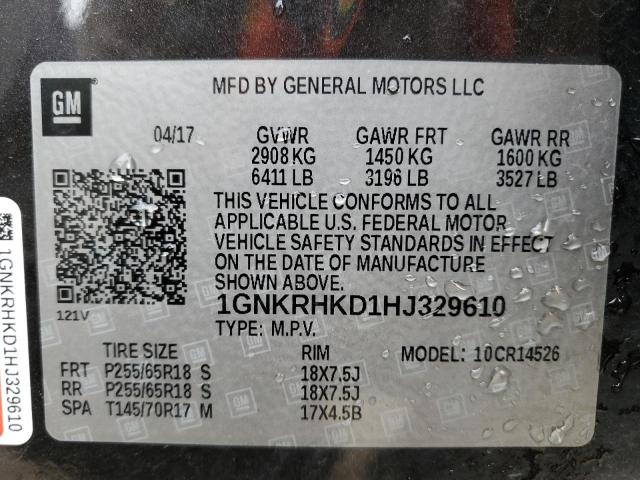 GM
MFD BY GENERAL MOTORS LLC
04/17 GVWR GAWR FRT GAWR RR
2908 KG 1450 KG 1600 KG
6411 LB 3196 LB 3527 LB
THIS VEHICLE CONFORMS TO ALL
APPLICABLE U.S. FEDERAL MOTOR
VEHICLE SAFETY STANDARDS IN EFFECT
ON THE DATE OF MANUFACTURE
SHOWN ABOVE.
121V
1GNKRHKD1HJ329610
TYPE: M.P.V.
TIRE SIZE RIM MODEL: 10CR14526
FRT P255/65R18 S 18X7.5J
RR P255/65R18 S 18X7.5J
SPA T145/70R17 M 17X4.5B
1GNKRHKD1HJ329610